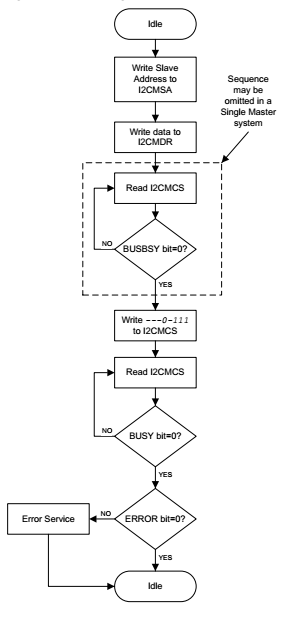 Idle
Write Slave
Address to
I2CMSA
Sequence
may be
omitted in a
Single Master
system
Write data to
I2CMDR
Read I2CMCS
NO
BUSBSY bit=0?
YES
Write ---0-111
to I2CMCS
Read I2CMCS
NO
BUSY bit=0?
YES
Error Service
NO
ERROR bit=0?
YES
Idle